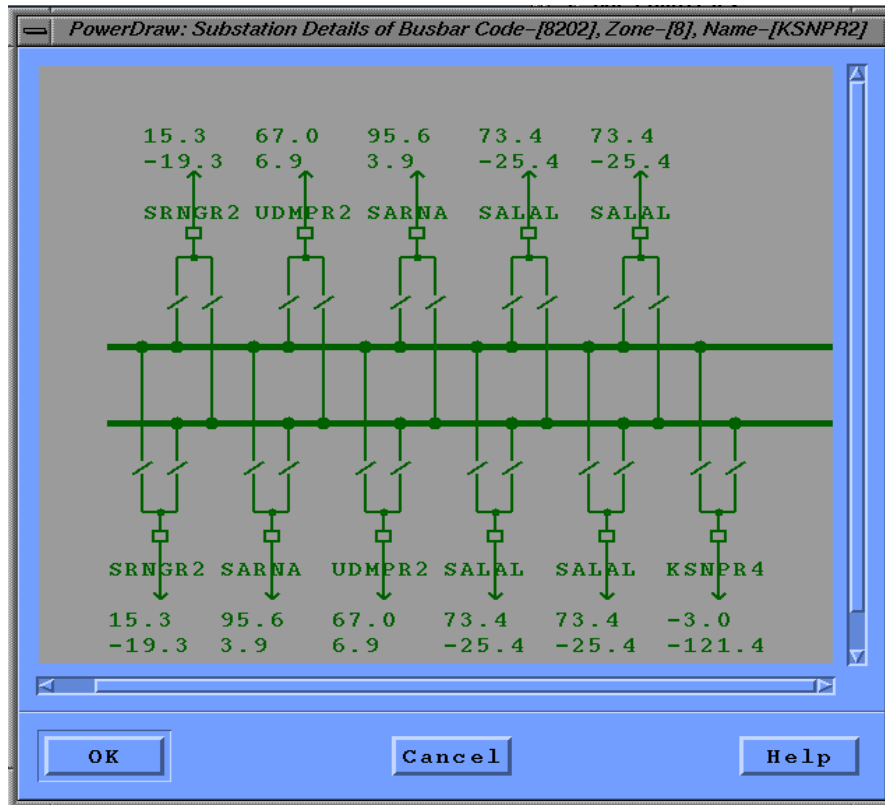 PowerDraw: Substation Details of Busbar Code-[8202], Zone-[8], Name-[KSNPR2]
15.3 67.0 95.6 73.4 73.4
-19.3 6.9 3.9 -25.4 -25.4
SRNGR2 UDMPR2 SARNA SALAL SALAL
SRNGR2 SARNA UDMPR2 SALAL SALAL KSNPR4
15.3 95.6 67.0 73.4 73.4 -3.0
-19.3 3.9 6.9 -25.4 -25.4 -121.4
OK Cancel Help